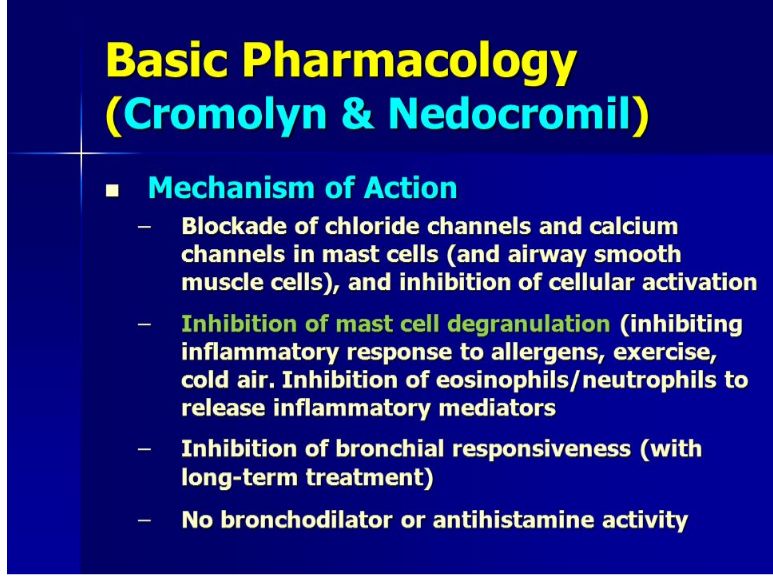 Basic Pharmacology
(Cromolyn & Nedocromil)
■ Mechanism of Action
– Blockade of chloride channels and calcium
channels in mast cells (and airway smooth
muscle cells), and inhibition of cellular activation
– Inhibition of mast cell degranulation (inhibiting
inflammatory response to allergens, exercise,
cold air. Inhibition of eosinophils/neutrophils to
release inflammatory mediators
– Inhibition of bronchial responsiveness (with
long-term treatment)
– No bronchodilator or antihistamine activity